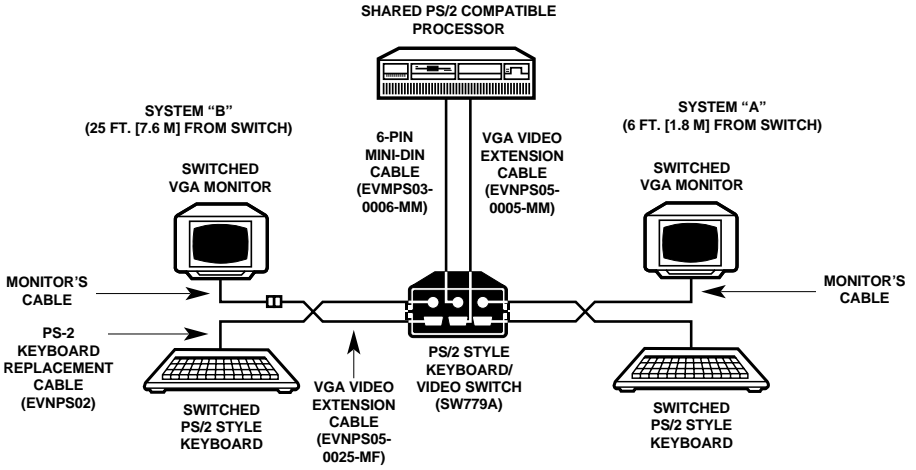 SHARED PS/2 COMPATIBLE
PROCESSOR
SYSTEM “B”
(25 FT. [7.6 M] FROM SWITCH)
SYSTEM “A”
(6 FT. [1.8 M] FROM SWITCH)
6-PIN
MINI-DIN
CABLE
(EVMPS03-
0006-MM)
VGA VIDEO
EXTENSION
CABLE
(EVNPS05-
0005-MM)
SWITCHED
VGA MONITOR
SWITCHED
VGA MONITOR
MONITOR’S
CABLE
MONITOR’S
CABLE
PS-2
KEYBOARD
REPLACEMENT
CABLE
(EVNPS02)
SWITCHED
PS/2 STYLE
KEYBOARD
VGA VIDEO
EXTENSION
CABLE
(EVNPS05-
0025-MF)
PS/2 STYLE
KEYBOARD/
VIDEO SWITCH
(SW779A)
SWITCHED
PS/2 STYLE
KEYBOARD